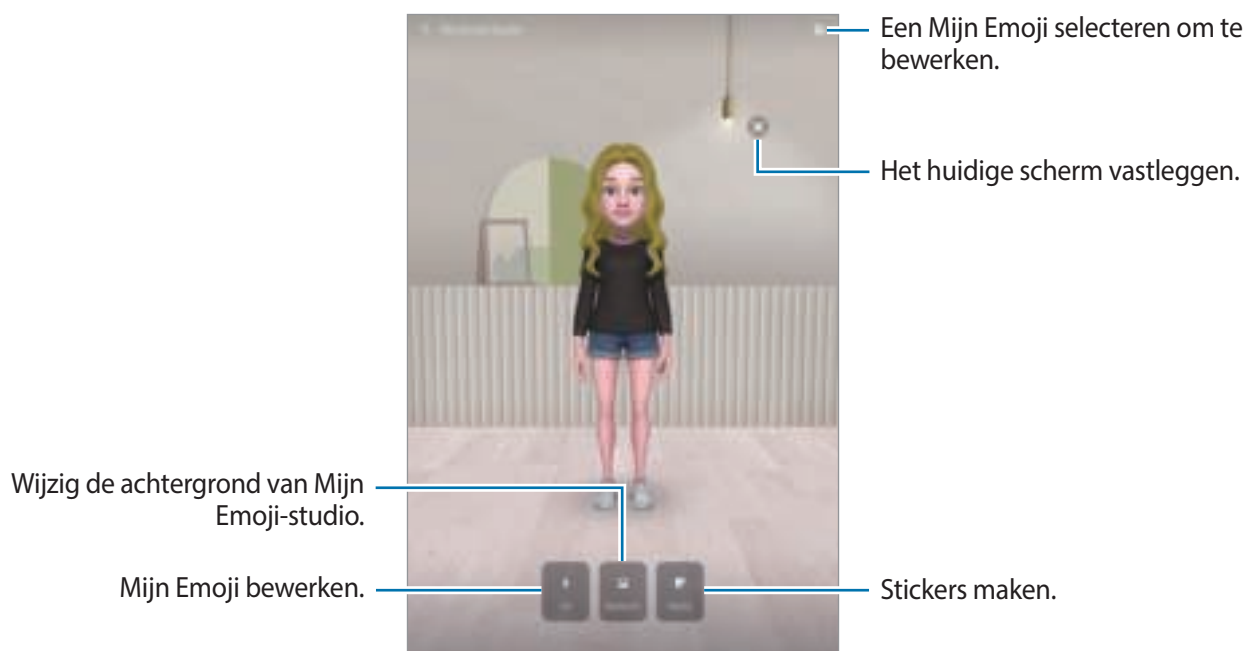 Een Mijn Emoji selecteren om te
bewerken.
Het huidige scherm vastleggen.
Wijzig de achtergrond van Mijn
Emoji-studio.
Mijn Emoji bewerken.
Stickers maken.